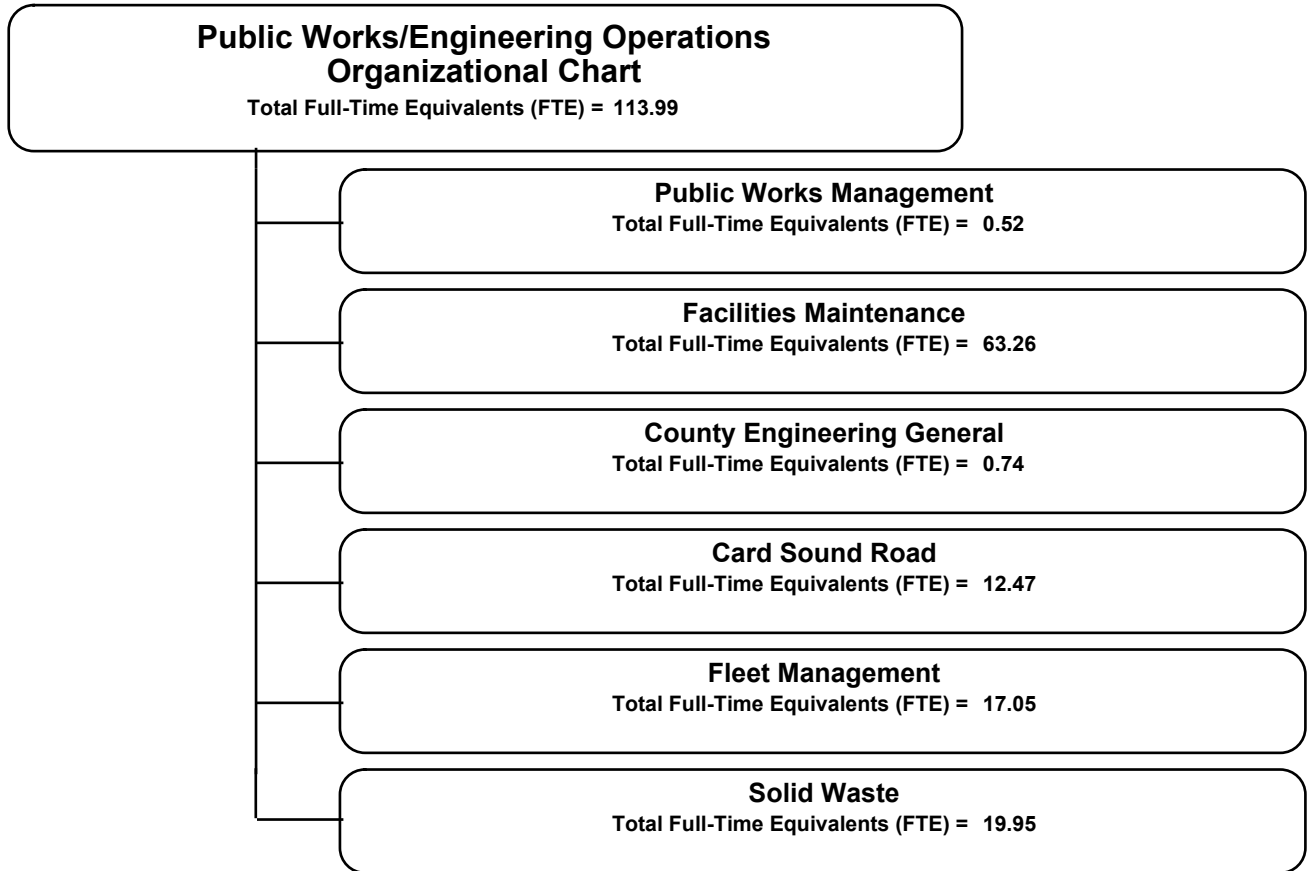 Public Works/Engineering Operations
Organizational Chart
Total Full-Time Equivalents (FTE) = 113.99
Public Works Management
Total Full-Time Equivalents (FTE) = 0.52
Facilities Maintenance
Total Full-Time Equivalents (FTE) = 63.26
County Engineering General
Total Full-Time Equivalents (FTE) = 0.74
Card Sound Road
Total Full-Time Equivalents (FTE) = 12.47
Fleet Management
Total Full-Time Equivalents (FTE) = 17.05
Solid Waste
Total Full-Time Equivalents (FTE) = 19.95